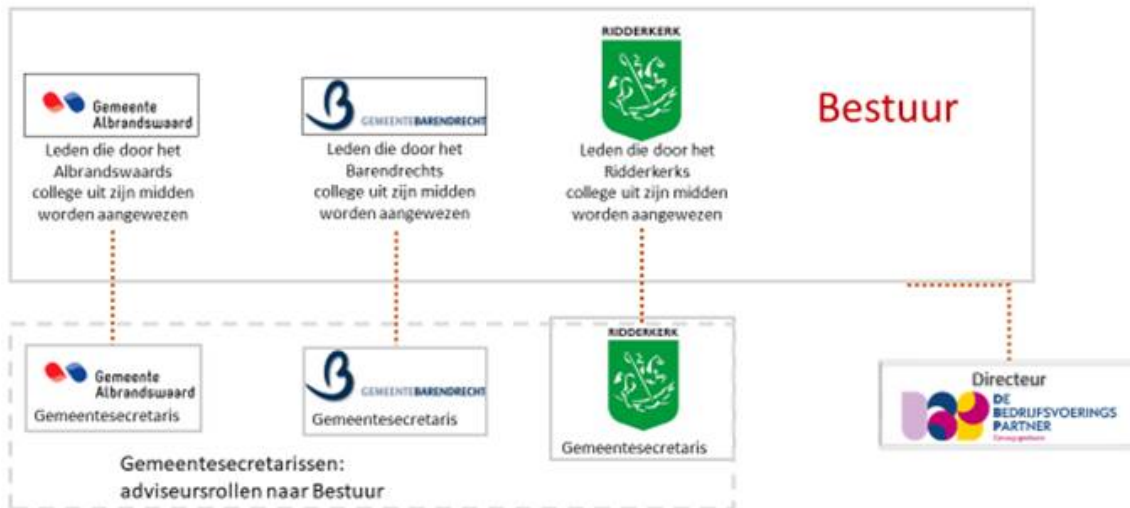 RIDDERKERK
Bestuur
Gemeente
Albrandswaard
GEMEENTEBARENDRECHT
Leden die door het
Albrandswaards
college uit zijn midden
worden aangewezen
Leden die door het
Barendrechts
college uit zijn midden
worden aangewezen
Leden die door het
Ridderkerks
college uit zijn midden
worden aangewezen
Gemeente
Albrandswaard
Gemeentesecretaris
GEMEENTEBARENDRECHT
Gemeentesecretaris
RIDDERKERK
Gemeentesecretaris
Directeur
DE
BEDRIJFSVOERINGS
PARTNER
Gemeentesecretarissen:
adviseursrollen naar Bestuur